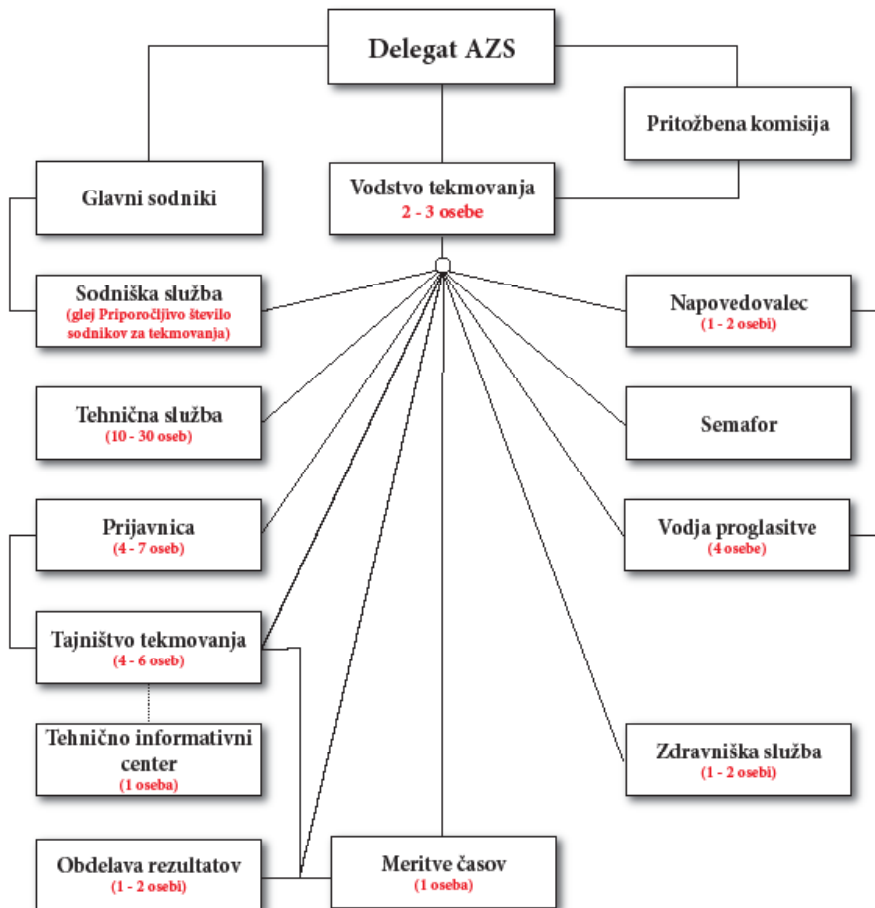 Delegat AZS
Pritožbena komisija
Glavni sodniki
Vodstvo tekmovanja
2 - 3 osebe
Sodniška služba
(glej Priporočljivo število
sodnikov za tekmovanja)
Napovedovalec
(1 - 2 osebi)
Tehnična služba
(10 - 30 oseb)
Semafor
Prijavnica
(4 - 7 oseb)
Vodja proglasitve
(4 osebe)
Tajništvo tekmovanja
(4 - 6 oseb)
Tehnično informativni
center
(1 oseba)
Zdravniška služba
(1 - 2 osebi)
Obdelava rezultatov
(1 - 2 osebi)
Meritve časov
(1 oseba)